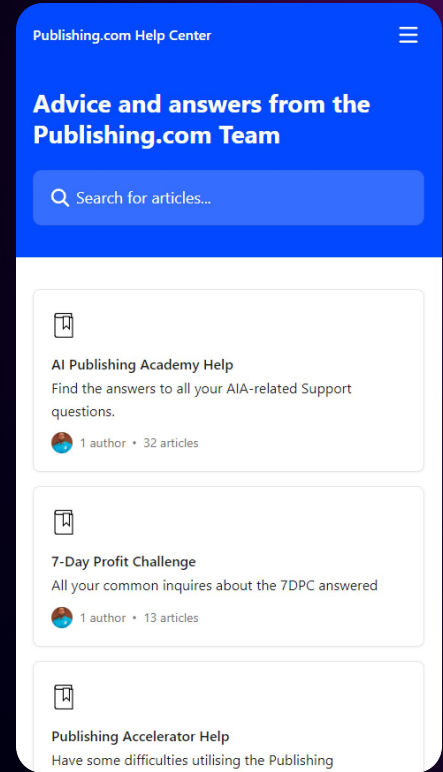 Publishing.com Help Center
Advice and answers from the
Publishing.com Team
Search for articles...
AI Publishing Academy Help
Find the answers to all your AIA-related Support
questions.
1 author • 32 articles
7-Day Profit Challenge
All your common inquires about the 7DPC answered
1 author • 13 articles
Publishing Accelerator Help
Have some difficulties utilising the Publishing